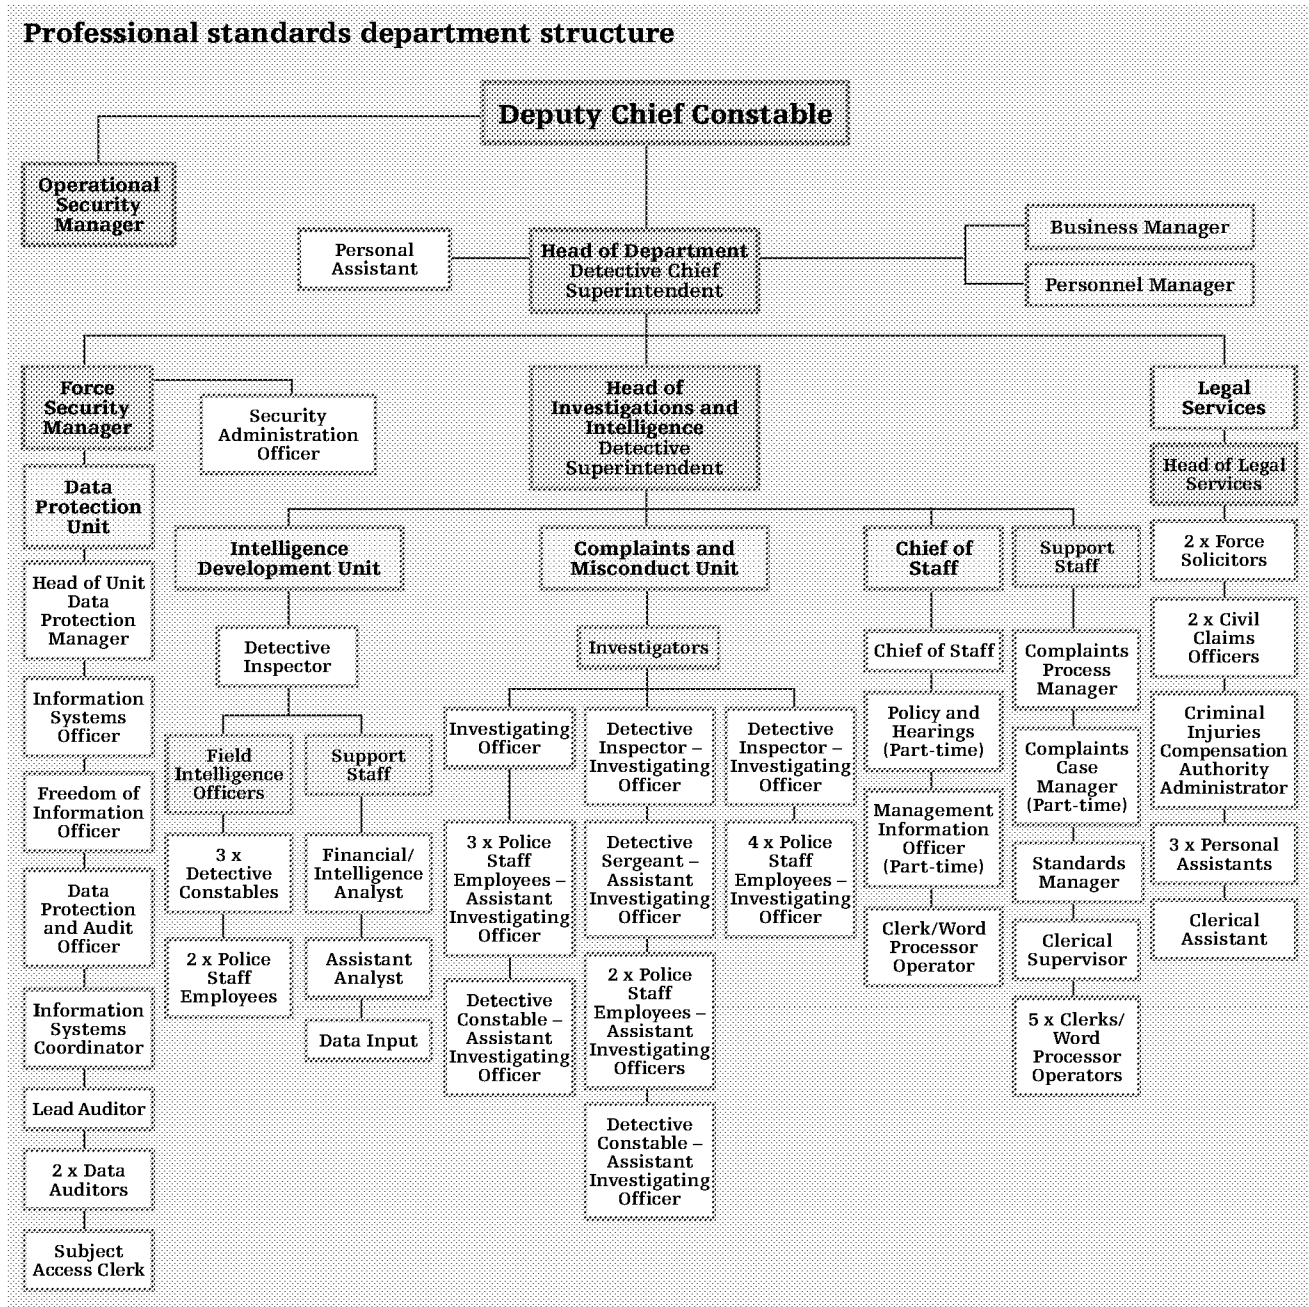 Professional standards department structure
Deputy Chief Constable
Operational
Security
Manager
Personal
Assistant
Head of Department
Detective Chief
Superintendent
Business Manager
Personnel Manager
Force
Security
Manager
Security
Administration
Officer
Head of
Investigations and
Intelligence
Detective
Superintendent
Legal
Services
Data
Protection
Unit
Head of Unit
Data
Protection
Manager
Information
Systems
Officer
Freedom of
Information
Officer
Data
Protection
and Audit
Officer
Information
Systems
Coordinator
Lead Auditor
2 x Data
Auditors
Subject
Access Clerk
Intelligence
Development Unit
Detective
Inspector
Field
Intelligence
Officers
3 x
Detective
Constables
2 x Police
Staff
Employees
Support
Staff
Financial/
Intelligence
Analyst
Assistant
Analyst
Data Input
Complaints and
Misconduct Unit
Investigators
Investigating
Officer
3 x Police
Staff
Employees –
Assistant
Investigating
Officer
Detective
Constable –
Assistant
Investigating
Officer
Detective
Inspector –
Investigating
Officer
Detective
Sergeant –
Assistant
Investigating
Officer
2 x Police
Staff
Employees –
Assistant
Investigating
Officers
Detective
Constable –
Assistant
Investigating
Officer
Detective
Inspector –
Investigating
Officer
4 x Police
Staff
Employees –
Investigating
Officer
Chief of
Staff
Chief of Staff
Policy and
Hearings
(Part-time)
Management
Information
Officer
(Part-time)
Clerk/Word
Processor
Operator
Support
Staff
Complaints
Process
Manager
Complaints
Case
Manager
(Part-time)
Standards
Manager
Clerical
Supervisor
5 x Clerks/
Word
Processor
Operators
Head of Legal
Services
2 x Force
Solicitors
2 x Civil
Claims
Officers
Criminal
Injuries
Compensation
Authority
Administrator
3 x Personal
Assistants
Clerical
Assistant